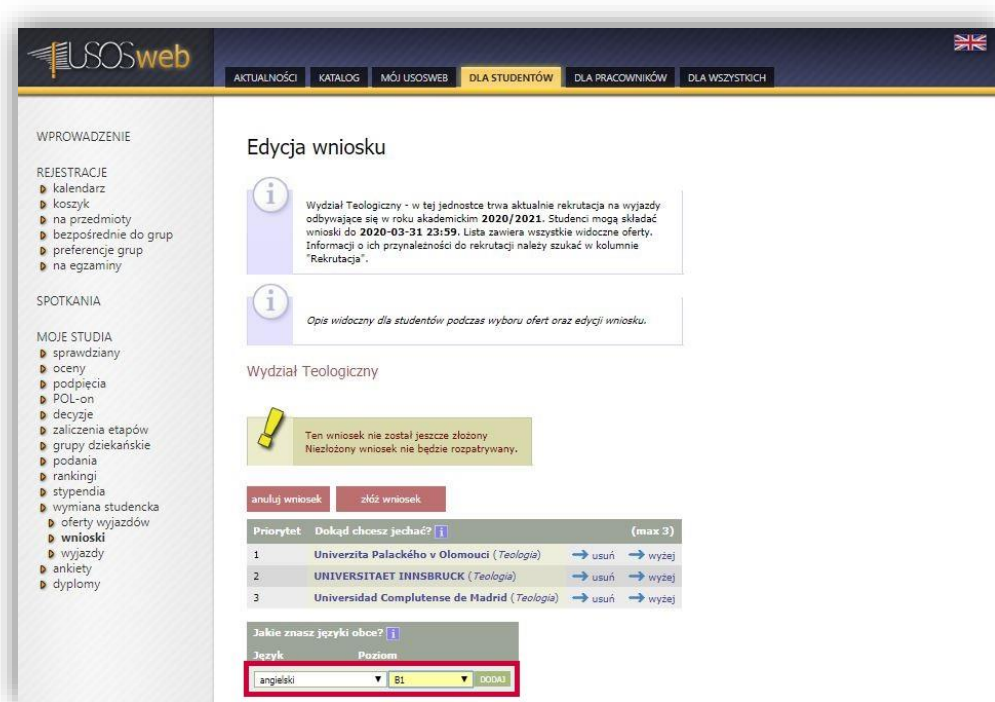 USOSweb
AKTUALNOŚCI KATALOG MÓJ USOSWEB DLA STUDENTÓW DLA PRACOWNIKÓW DLA WSZYSTKICH
WPROWADZENIE
REJESTRACJE
kalendarz
koszyk
na przedmioty
bezpośrednie do grup
preferencje grup
na egzaminy
SPOTKANIA
MOJE STUDIA
sprawdziany
oceny
podpięcia
POL-on
decyzje
zaliczenia etapów
grupy dziekańskie
podania
rankingi
stypendia
wymiana studencka
oferty wyjazdów
wnioski
wyjazdy
ankiety
dyplomy
Edycja wniosku
i
Wydział Teologiczny - w tej jednostce trwa aktualnie rekrutacja na wyjazdy
odbywające się w roku akademickim 2020/2021. Studenci mogą składać
wnioski do 2020-03-31 23:59. Lista zawiera wszystkie widoczne oferty.
Informacji o ich przynależności do rekrutacji należy szukać w kolumnie
"Rekrutacja".
i
Opis widoczny dla studentów podczas wyboru ofert oraz edycji wniosku.
Wydział Teologiczny
Ten wniosek nie został jeszcze złożony
Niezłożony wniosek nie będzie rozpatrywany.
anuluj wniosek złóż wniosek
Priorytet Dokąd chcesz jechać? i (max 3)
1 Univerzita Palackého v Olomouci (Teologia) usuń wyżej
2 UNIVERSITAET INNSBRUCK (Teologia) usuń wyżej
3 Universidad Complutense de Madrid (Teologia) usuń wyżej
Jakie znasz języki obce? i
Język Poziom
angielski B1 DODAJ